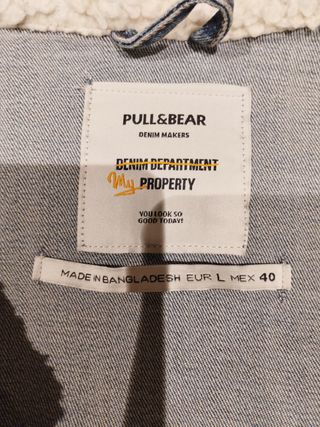 PULL&BEAR
DENIM MAKERS
DENIM DEPARTMENT
My PROPERTY
YOU LOOK SO
GOOD TODAY!
MADE IN BANGLADESH EUR L MEX 40